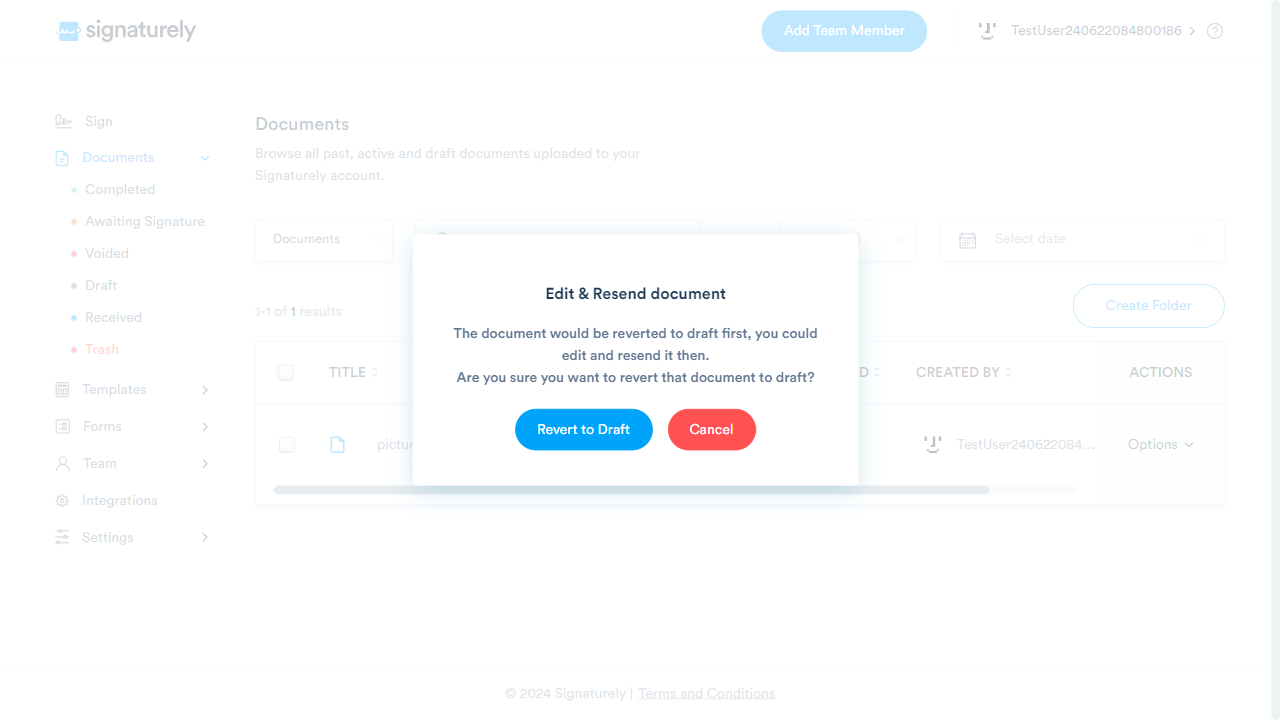 signaturely
Add Team Member
TestUser240622084800186
Sign
Documents
Completed
Awaiting Signature
Voided
Draft
Received
Trash
Templates
Forms
Team
Integrations
Settings
Documents
Browse all past, active and draft documents uploaded to your
Signaturely account.
Documents
Select date
1-1 of 1 results
Create Folder
TITLE
CREATED BY
ACTIONS
TestUser240622084...
Options
Edit & Resend document
The document would be reverted to draft first, you could
edit and resend it then.
Are you sure you want to revert that document to draft?
Revert to Draft
Cancel
© 2024 Signaturely | Terms and Conditions